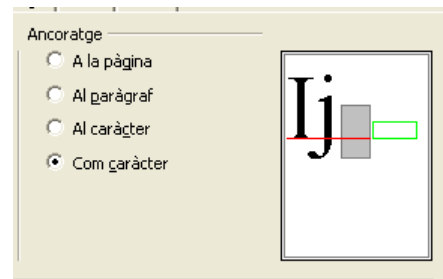 Ancoratge
A la pàgina
Al paràgraf
Al caràcter
Com caràcter
Ij